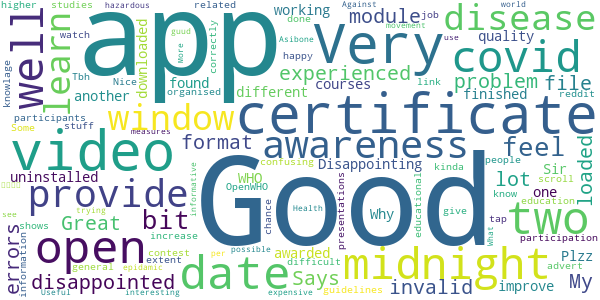 higher studies app very covid disease
hazardous related working module job
watch stuff done correctly quality use
knowlage well learn downloaded found experienced problem file
Tbh Nice organised More guud Asibone Against movement world happy
participants another different courses link finished reddit
Some window certificate
video format awareness feel loaded
uninstalled WHO Disappointing lot Sir
provide confusing OpenWHO people one scroll
Great bit Says chance presentations Why educational give know education
errors see information open shows trying increase contest date awarded difficult Health Good midnight two
What tap participation
disappointed extent possible invalid Plzz My
general epidamic per measures guidelines improve advert
Useful interesting expensive informative